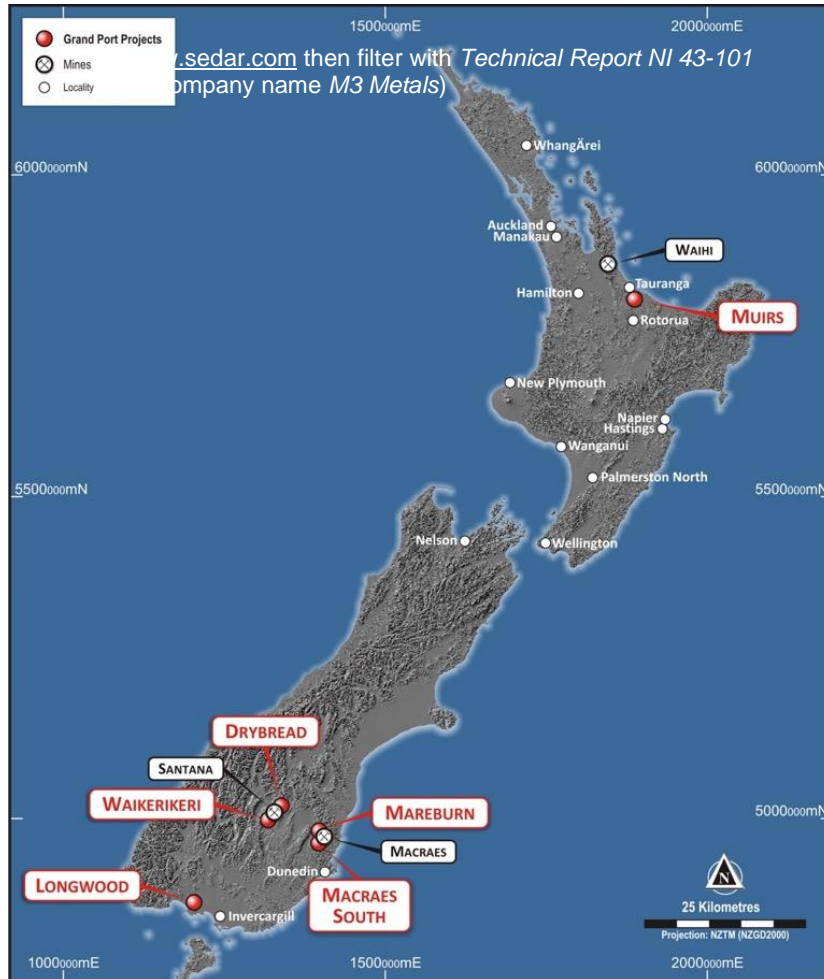 1500000mE
2000000mE
Grand Port Projects
Mines
Locality
.sedar.com then filter with Technical Report NI 43-101
ompany name M3 Metals)
WhangÄrei
6000000mN
6000000mN
Auckland
Manakau
WAIHI
Tauranga
Hamilton
MUIRS
Rotorua
New Plymouth
Napier
Hastings
Wanganui
Palmerston North
5500000mN
5500000mN
Nelson
Wellington
DRYBREAD
SANTANA
WAIKERIKERI
MAREBURN
5000000mN
MACRAES
Dunedin
LONGWOOD
MACRAES
SOUTH
Invercargill
N
25 Kilometres
Projection: NZTM (NZGD2000)
1000000mE
1500000mE
2000000mE